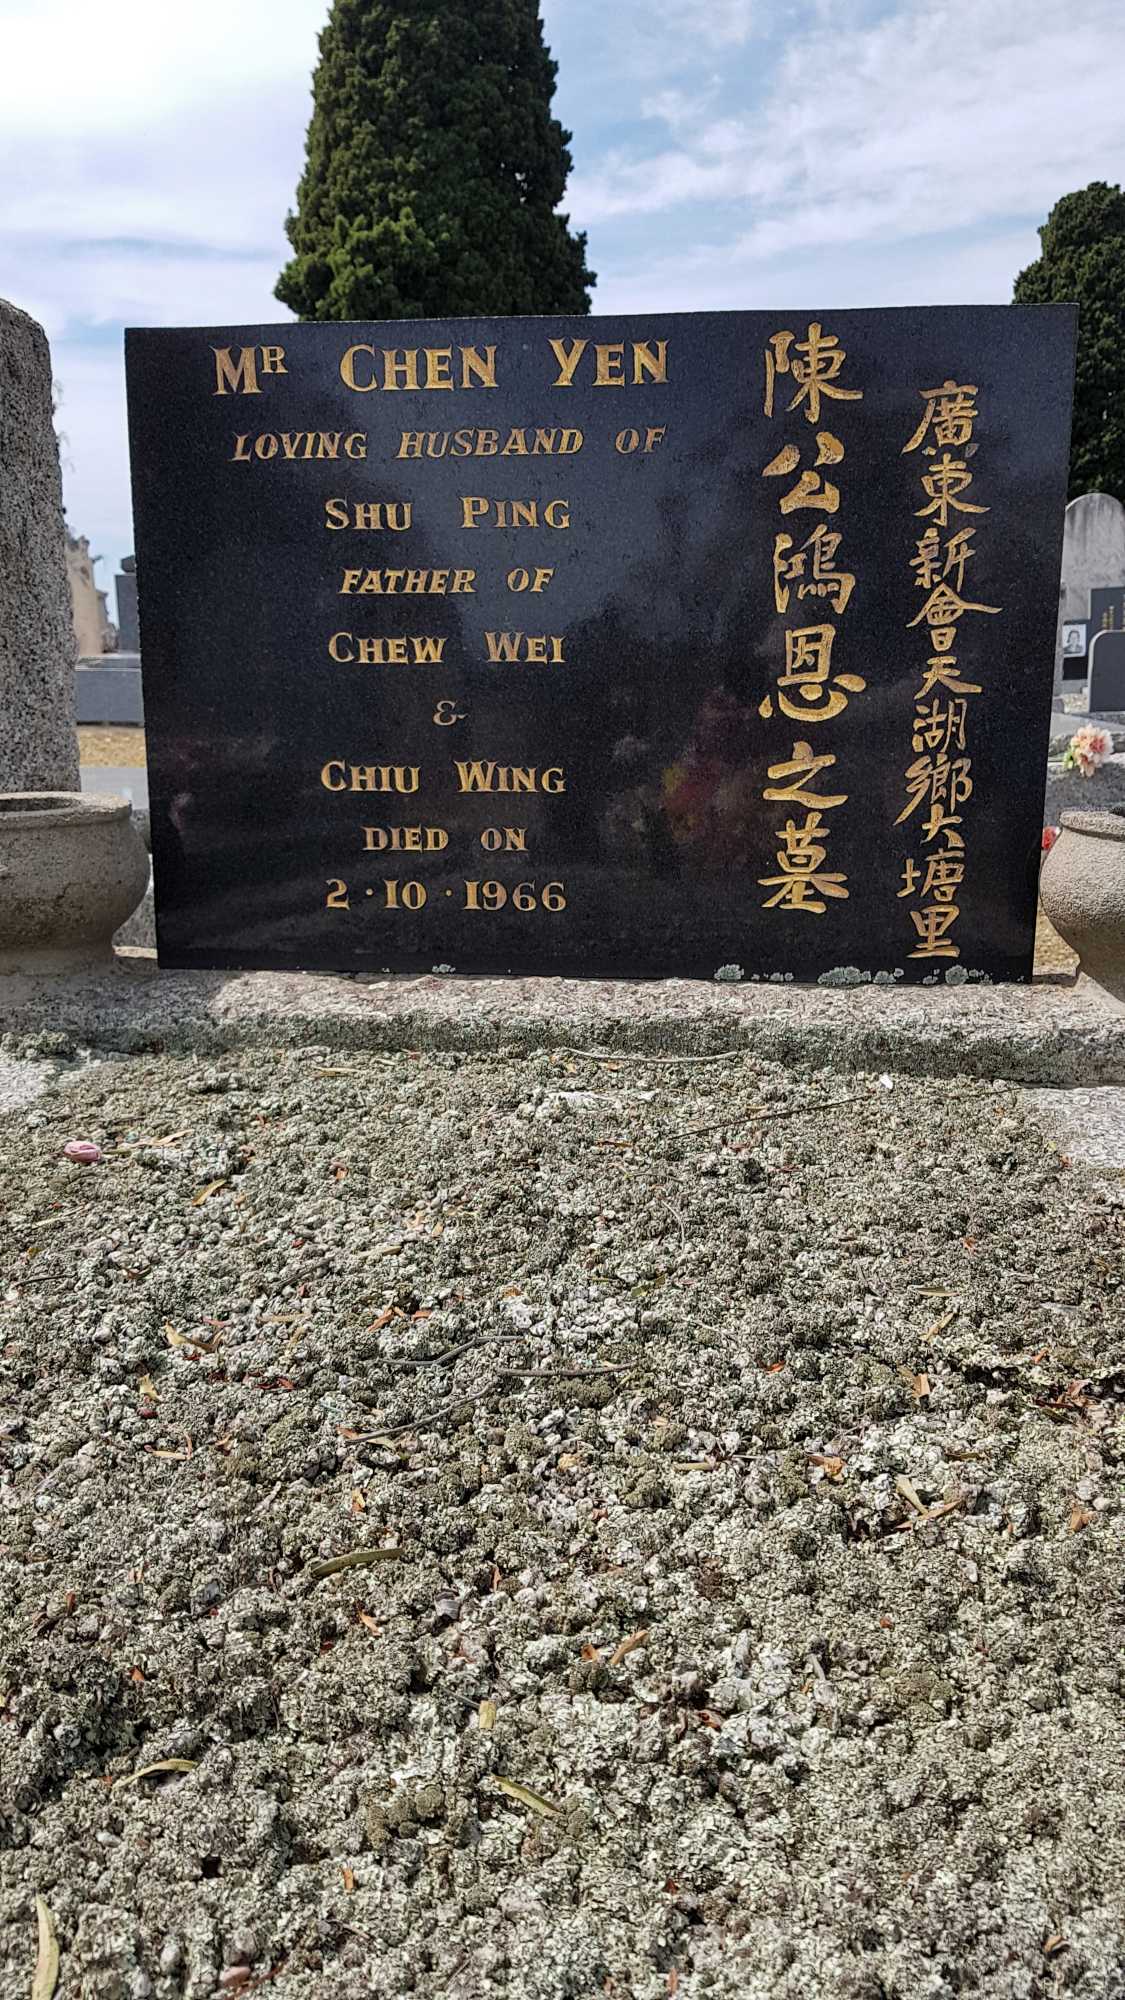 MR CHEN YEN
LOVING HUSBAND OF
SHU PING
FATHER OF
CHEW WEI
&
CHIU WING
DIED ON
2·10·1966
廣東新會天湖鄉大塘里
陳公鴻恩之墓